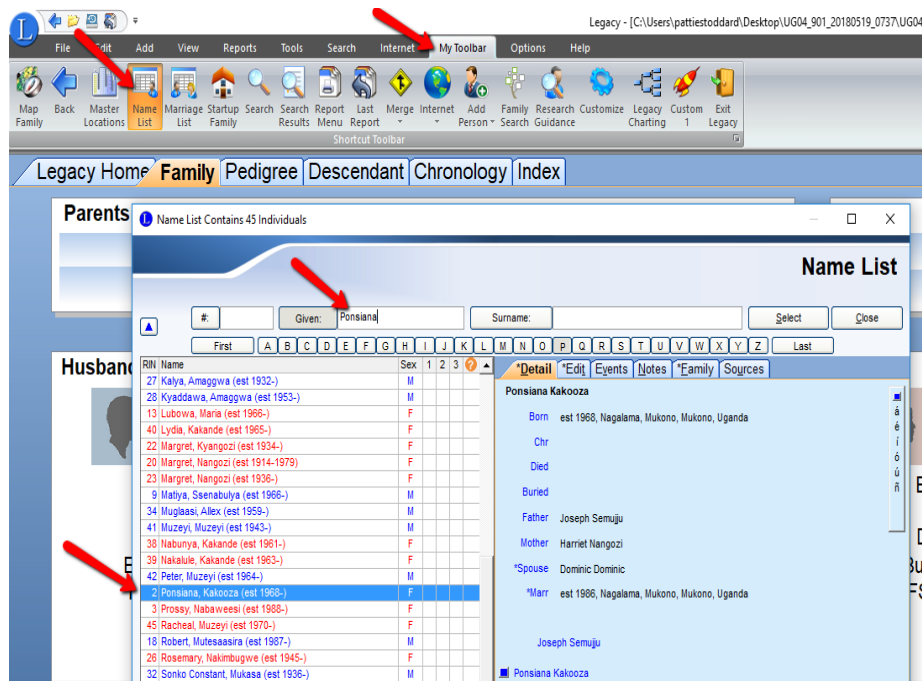 L
Legacy - [C:\Users\pattiestoddard\Desktop\UG04_901_20180519_0737\UG04
File Edit Add View Reports Tools Search Internet My Toolbar Options Help
Map Family Back Master Locations Name List Marriage List Startup Family Search Search Results Report Menu Last Report Merge Internet Add Person Family Search Research Guidance Customize Legacy Charting Custom 1 Exit Legacy
Shortcut Toolbar
Legacy Home Family Pedigree Descendant Chronology Index
Parents
Name List Contains 45 Individuals
Name List
#: Given: Ponsiana Surname: Select Close
First A B C D E F G H I J K L M N O P Q R S T U V W X Y Z Last
Husban
RIN Name Sex 1 2 3 ?
27 Kalya, Amaggwa (est 1932-) M
28 Kyaddawa, Amaggwa (est 1953-) M
13 Lubowa, Maria (est 1966-) F
40 Lydia, Kakande (est 1965-) F
22 Margret, Kyangozi (est 1934-) F
20 Margret, Nangozi (est 1914-1979) F
23 Margret, Nangozi (est 1936-) F
9 Matiya, Ssenabulya (est 1966-) M
34 Muglaasi, Allex (est 1959-) M
41 Muzeyi, Muzeyi (est 1943-) M
38 Nabunya, Kakande (est 1961-) F
39 Nakalule, Kakande (est 1963-) F
42 Peter, Muzeyi (est 1964-) M
2 Ponsiana, Kakooza (est 1968-) F
3 Prossy, Nabaweesi (est 1988-) F
45 Racheal, Muzeyi (est 1970-) F
18 Robert, Mutesaasira (est 1987-) M
26 Rosemary, Nakimbugwe (est 1945-) F
32 Sonko Constant, Mukasa (est 1936-) M
*Detail *Edit Events Notes *Family Sources
Ponsiana Kakooza
Born est 1968, Nagalama, Mukono, Mukono, Uganda
Chr
Died
Buried
Father Joseph Semujju
Mother Harriet Nangozi
*Spouse Dominic Dominic
*Marr est 1986, Nagalama, Mukono, Mukono, Uganda
Joseph Semujju
Ponsiana Kakooza
á
é
í
ó
ú
ñ